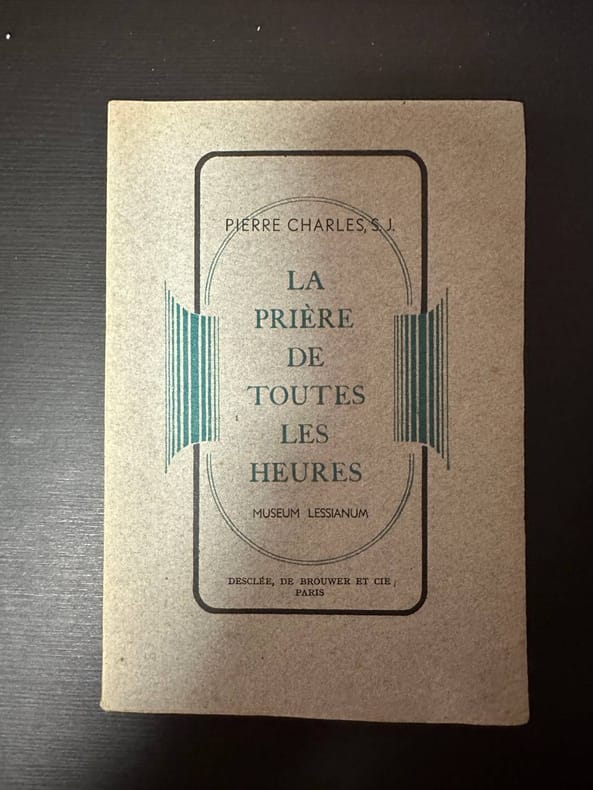 PIERRE CHARLES, S. J.
LA
PRIÈRE
DE
TOUTES
LES
HEURES
MUSEUM LESSIANUM
DESCLÉE, DE BROUWER ET CIE
PARIS